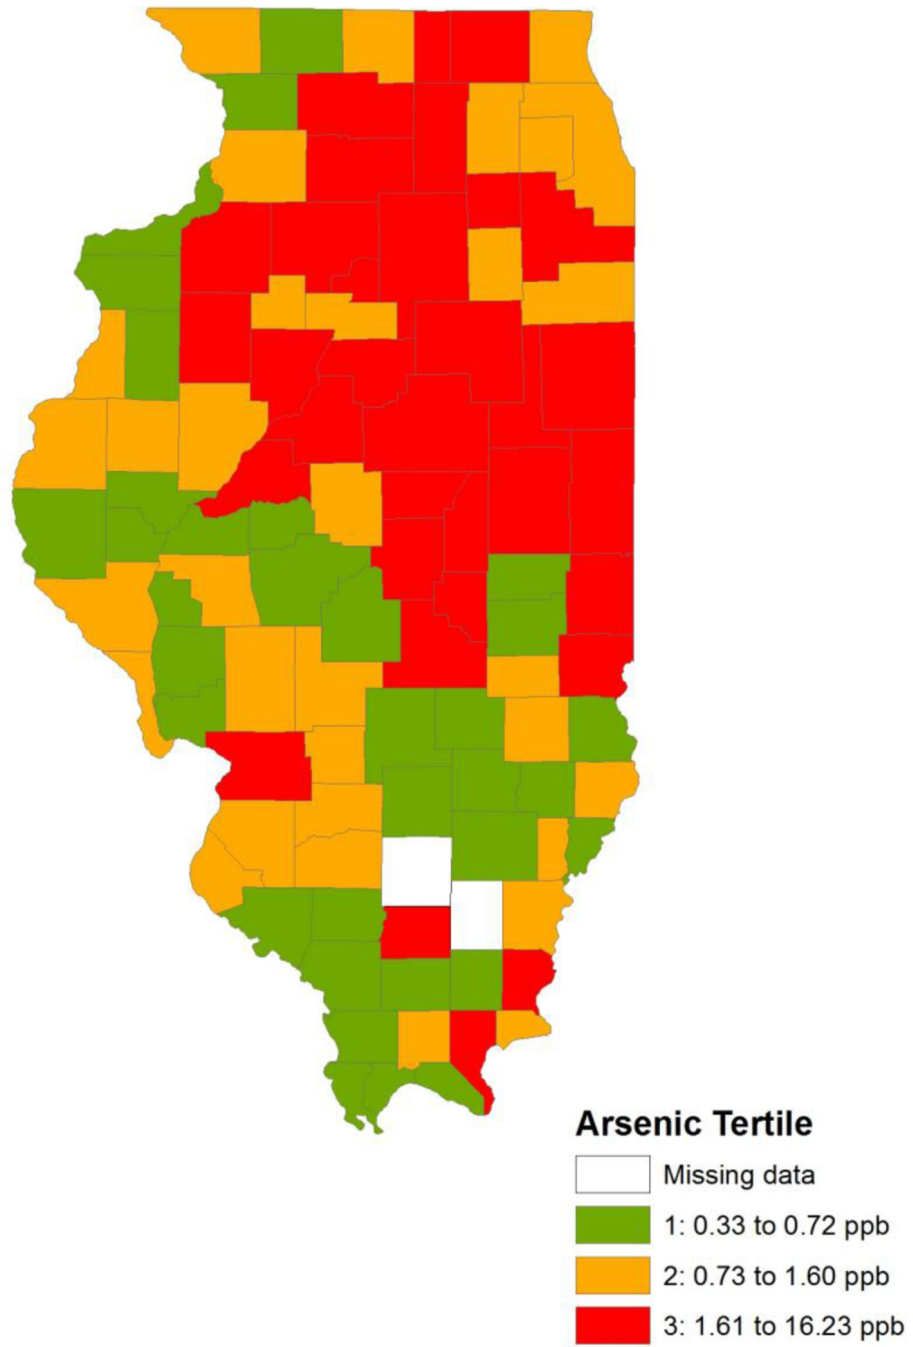 Arsenic Tertile
Missing data
1: 0.33 to 0.72 ppb
2: 0.73 to 1.60 ppb
3: 1.61 to 16.23 ppb